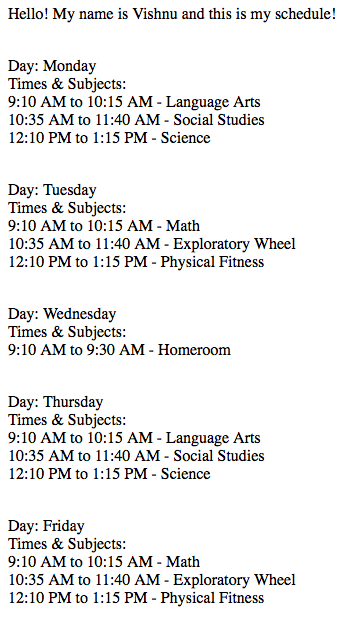 Hello! My name is Vishnu and this is my schedule!
Day: Monday
Times & Subjects:
9:10 AM to 10:15 AM - Language Arts
10:35 AM to 11:40 AM - Social Studies
12:10 PM to 1:15 PM - Science
Day: Tuesday
Times & Subjects:
9:10 AM to 10:15 AM - Math
10:35 AM to 11:40 AM - Exploratory Wheel
12:10 PM to 1:15 PM - Physical Fitness
Day: Wednesday
Times & Subjects:
9:10 AM to 9:30 AM - Homeroom
Day: Thursday
Times & Subjects:
9:10 AM to 10:15 AM - Language Arts
10:35 AM to 11:40 AM - Social Studies
12:10 PM to 1:15 PM - Science
Day: Friday
Times & Subjects:
9:10 AM to 10:15 AM - Math
10:35 AM to 11:40 AM - Exploratory Wheel
12:10 PM to 1:15 PM - Physical Fitness